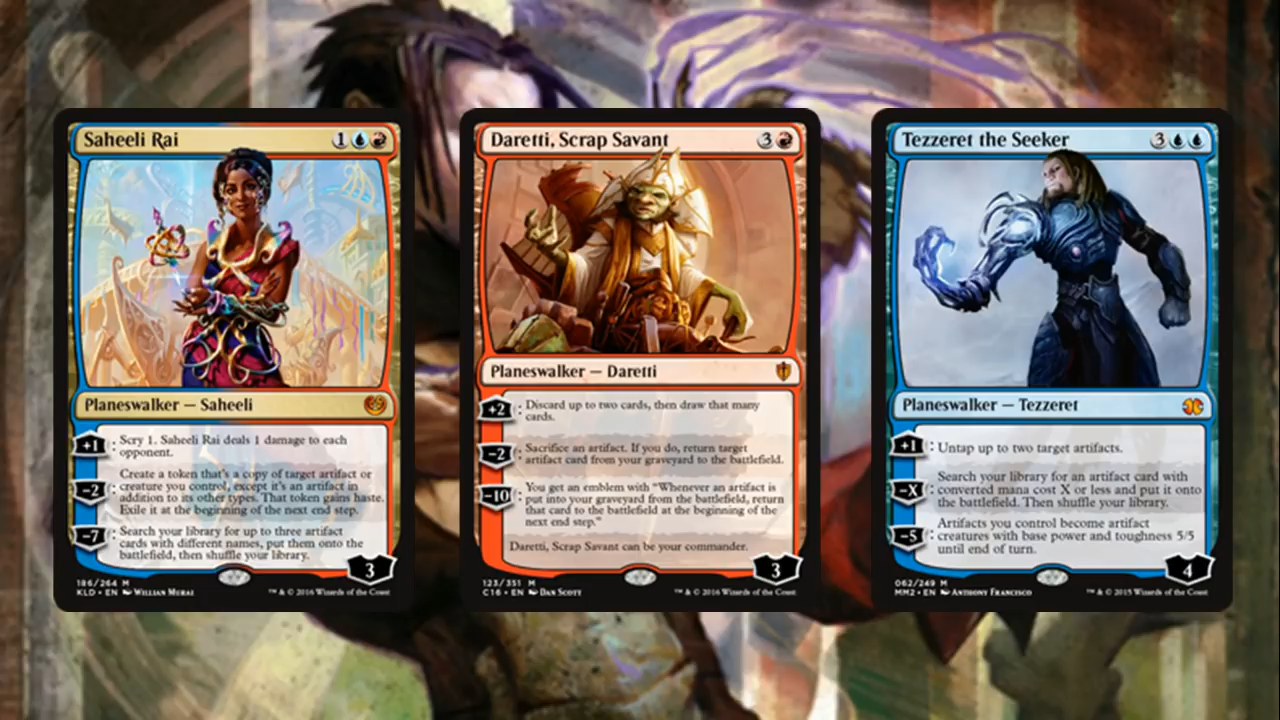 Saheeli Rai 1
Planeswalker — Saheeli
+1 : Scry 1. Saheeli Rai deals 1 damage to each
opponent.
−2 : Create a token that's a copy of target artifact or
creature you control, except it's an artifact in
addition to its other types. That token gains haste.
Exile it at the beginning of the next end step.
−7 : Search your library for up to three artifact
cards with different names, put them onto the
battlefield, then shuffle your library.
3
186/264 M
KLD • EN Willian Murai ™ & © 2016 Wizards of the Coast
Daretti, Scrap Savant 3
Planeswalker — Daretti
+2 : Discard up to two cards, then draw that many
cards.
−2 : Sacrifice an artifact. If you do, return target
artifact card from your graveyard to the battlefield.
−10 : You get an emblem with “Whenever an artifact is
put into your graveyard from the battlefield, return
that card to the battlefield at the beginning of the
next end step.”
Daretti, Scrap Savant can be your commander.
3
123/351 M
C16 • EN Dan Scott ™ & © 2016 Wizards of the Coast
Tezzeret the Seeker 3
Planeswalker — Tezzeret
+1 : Untap up to two target artifacts.
−X : Search your library for an artifact card with
converted mana cost X or less and put it onto
the battlefield. Then shuffle your library.
−5 : Artifacts you control become artifact
creatures with base power and toughness 5/5
until end of turn.
4
062/249 M
MM2 • EN Anthony Francisco ™ & © 2015 Wizards of the Coast